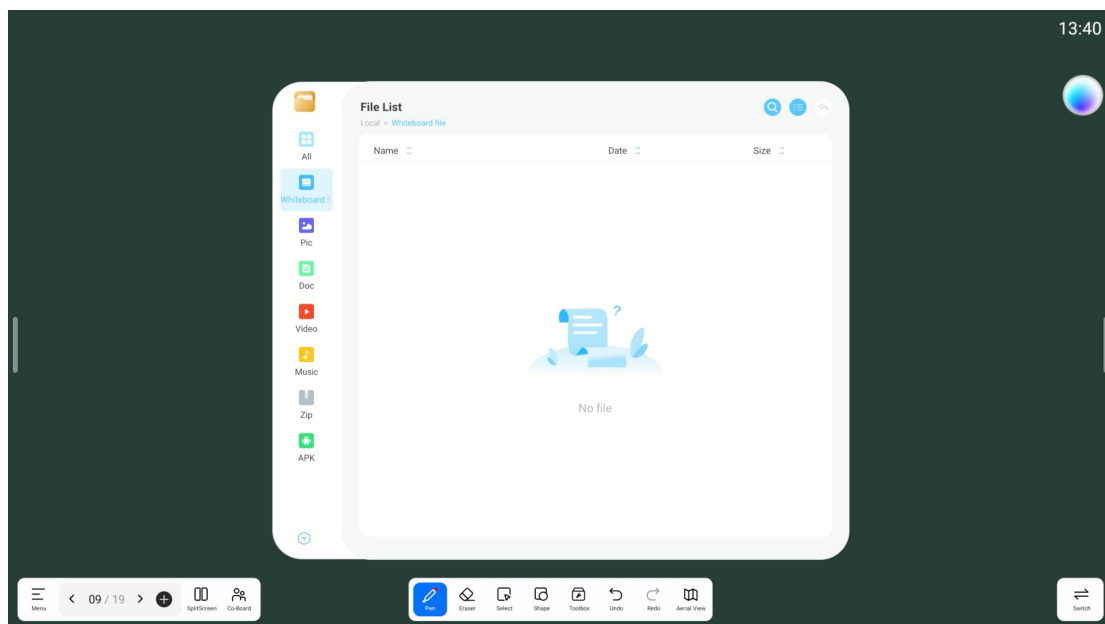 13:40
File List
Local > Whiteboard file
Name
Date
Size
All
Whiteboard
Pic
Doc
Video
Music
Zip
APK
?
No file
Menu
09 / 19
SplitScreen
Co-Board
Pen
Eraser
Select
Shape
Toolbox
Undo
Redo
Aerial View
Switch